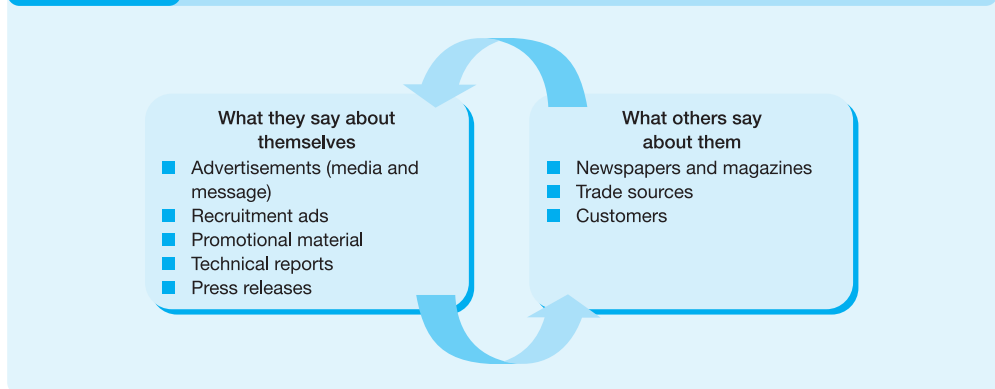 What they say about
themselves
Advertisements (media and
message)
Recruitment ads
Promotional material
Technical reports
Press releases
What others say
about them
Newspapers and magazines
Trade sources
Customers